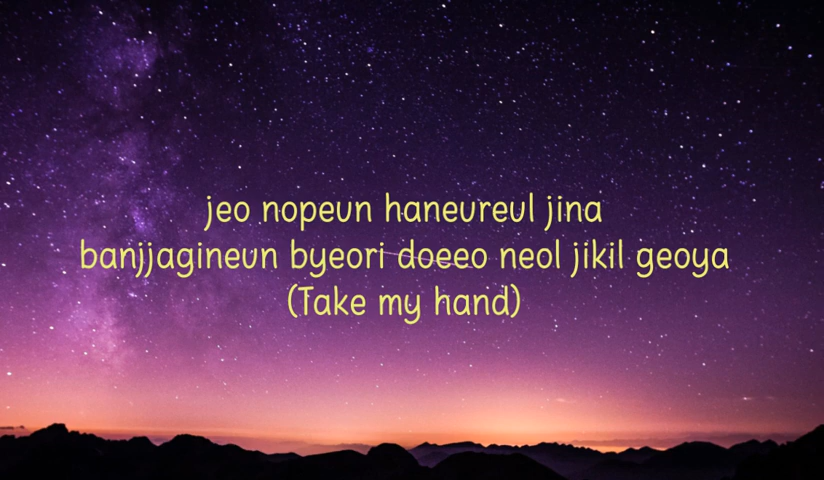 jeo nopeun haneureul jina
banjjagineun byeori doeeo neol jikil geoya
(Take my hand)